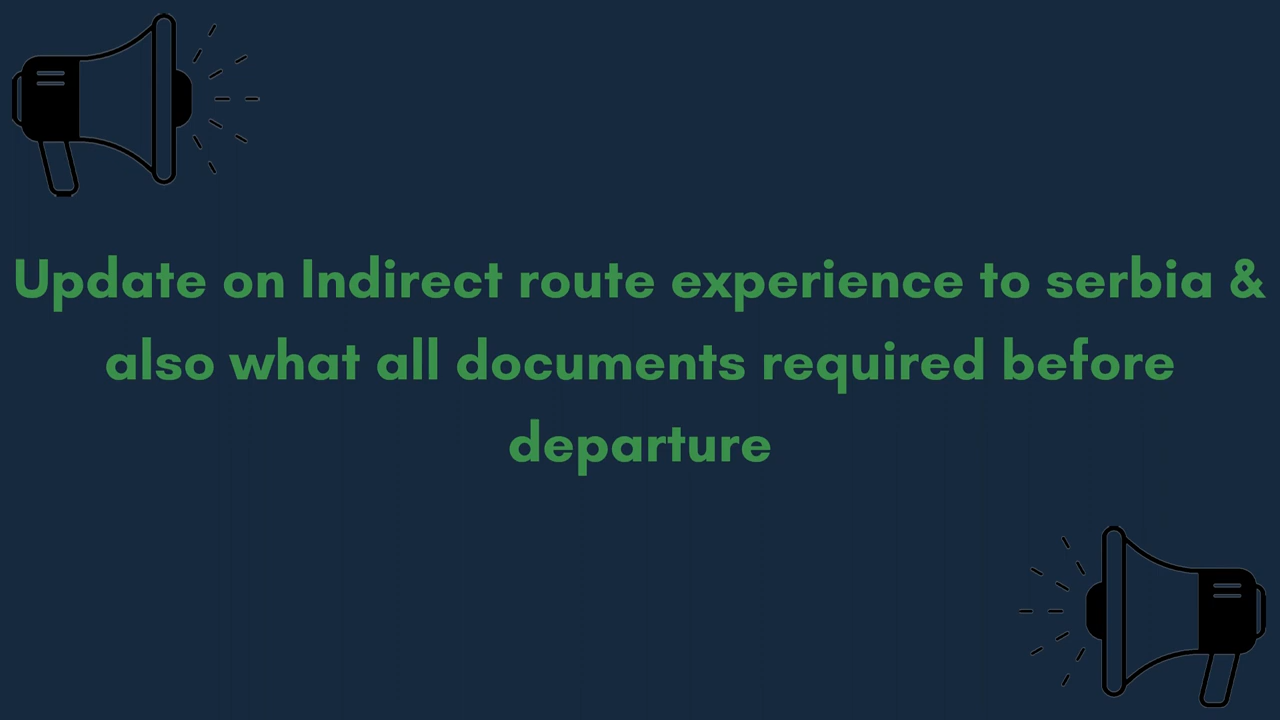 Update on Indirect route experience to serbia &
also what all documents required before
departure